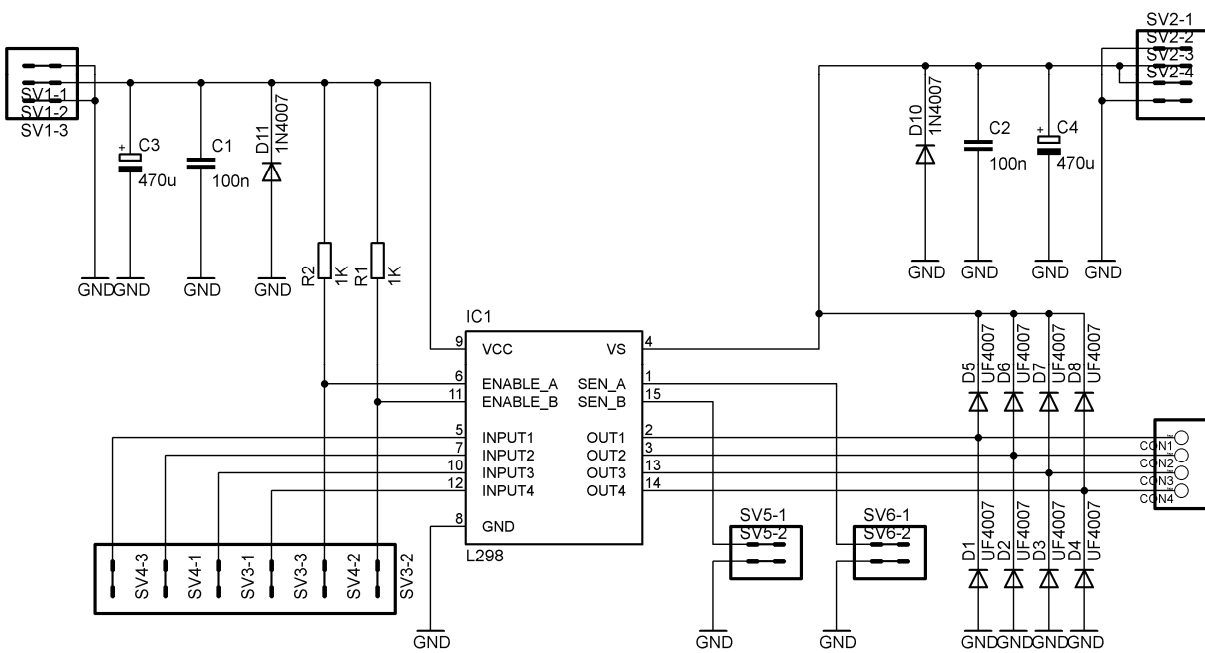 SV1-1
SV1-2
SV1-3
+
C3
470u
C1
100n
D11
1N4007
R2
1K
R1
1K
GND
GND
GND
GND
SV2-1
SV2-2
SV2-3
SV2-4
D10
1N4007
C2
100n
+
C4
470u
GND
GND
GND
GND
IC1
9 VCC VS 4
6 ENABLE_A SEN_A 1
11 ENABLE_B SEN_B 15
5 INPUT1 OUT1 2
7 INPUT2 OUT2 3
10 INPUT3 OUT3 13
12 INPUT4 OUT4 14
8 GND
L298
D5
UF4007
D6
UF4007
D7
UF4007
D8
UF4007
CON1
CON2
CON3
CON4
SV4-3
SV4-1
SV3-1
SV3-3
SV4-2
SV3-2
SV5-1
SV5-2
SV6-1
SV6-2
D1
UF4007
D2
UF4007
D3
UF4007
D4
UF4007
GND
GND
GND
GND
GND
GND
GND